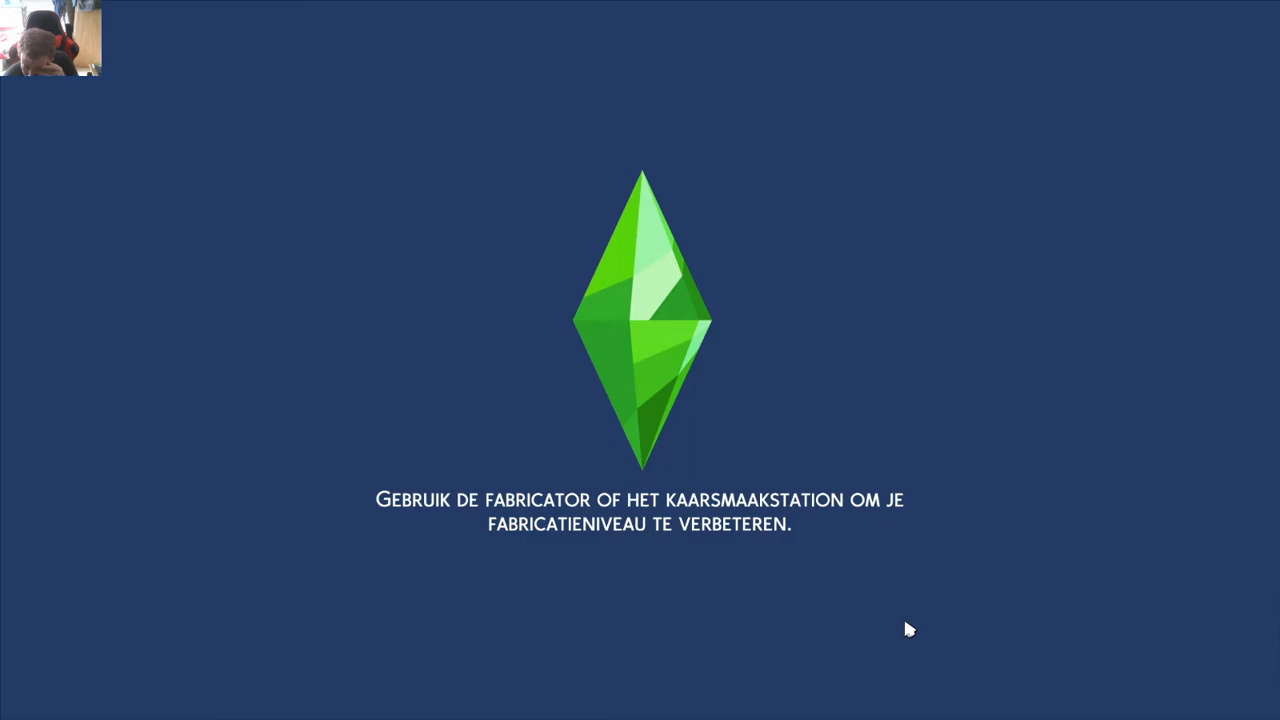 Gebruik de fabricator of het kaarsmaakstation om je
fabricatieniveau te verbeteren.